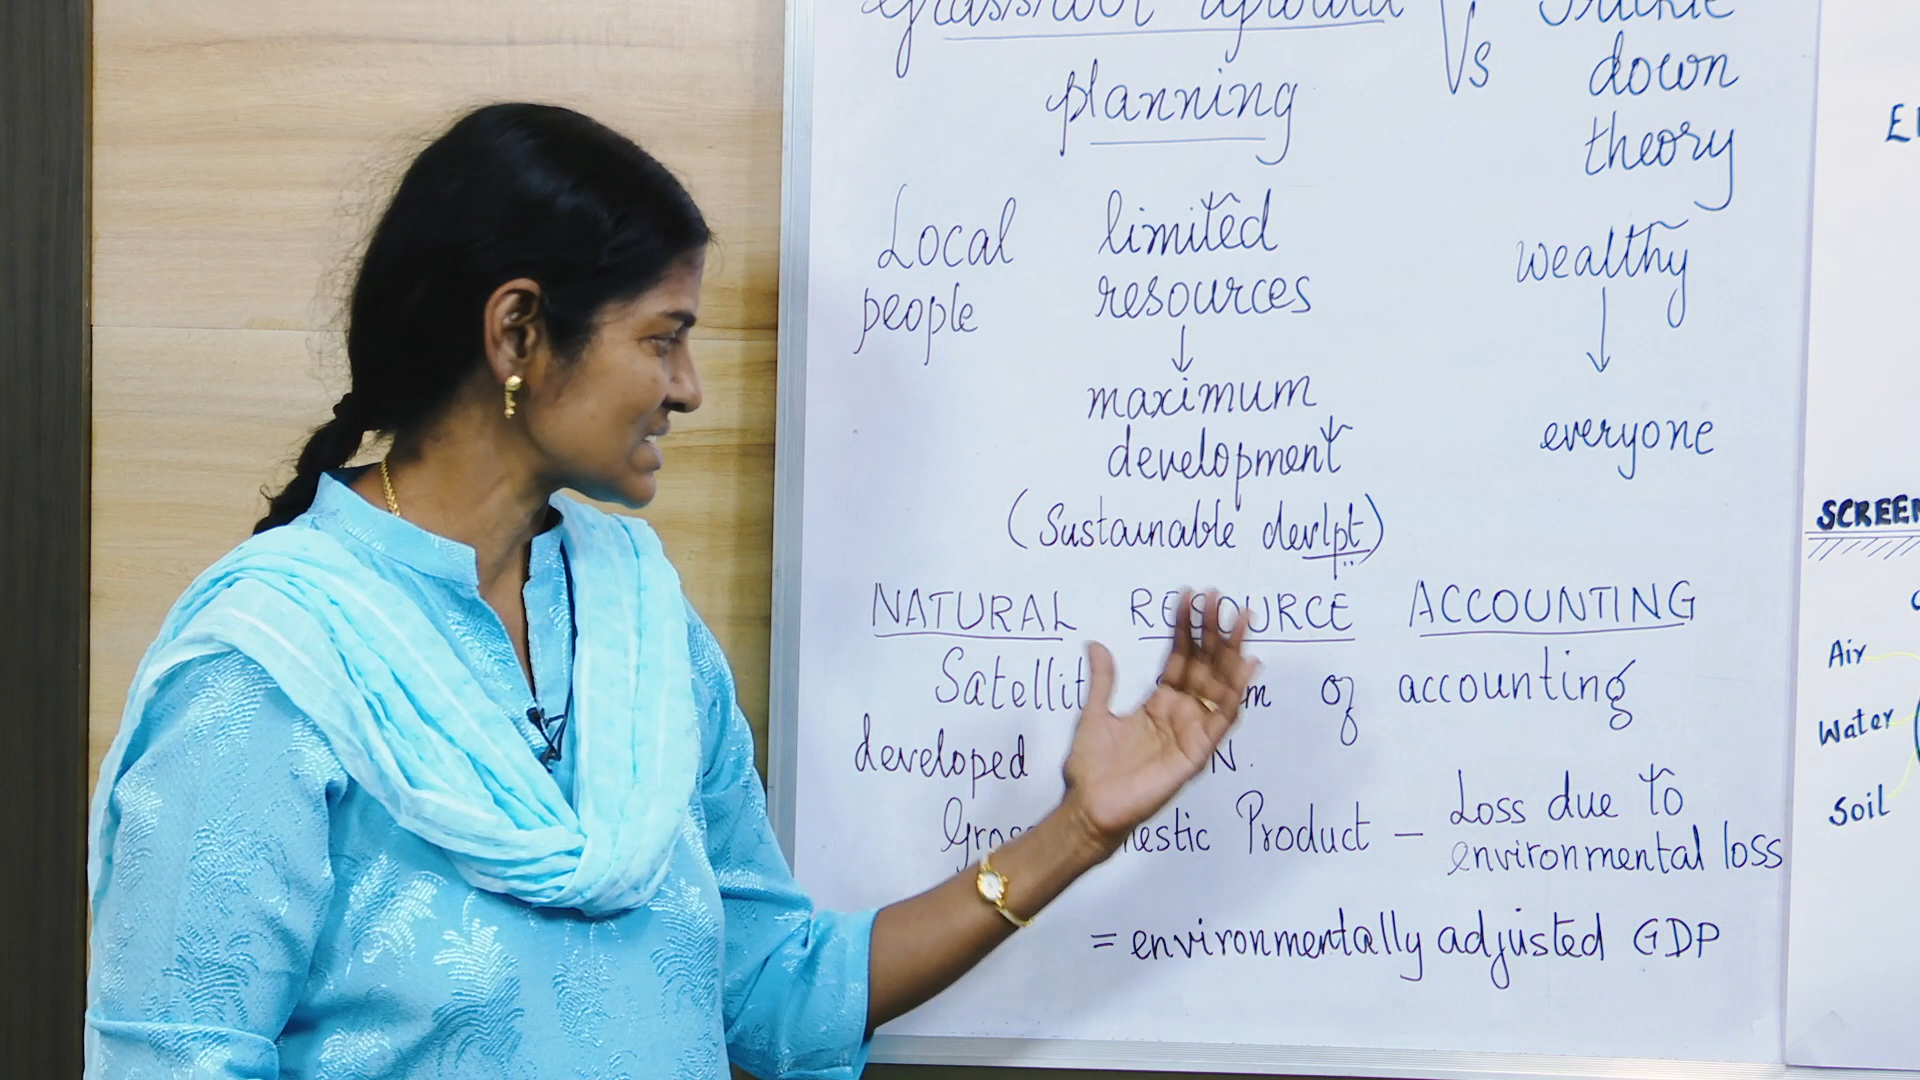 Vs
planning
down
theory
Local limited
people resources
wealthy
↓
↓
maximum
development
everyone
(Sustainable devlpt)
NATURAL RESOURCE ACCOUNTING
of accounting
developed N.
Product - Loss due to
environmental loss
= environmentally adjusted GDP
Air
Water
Soil